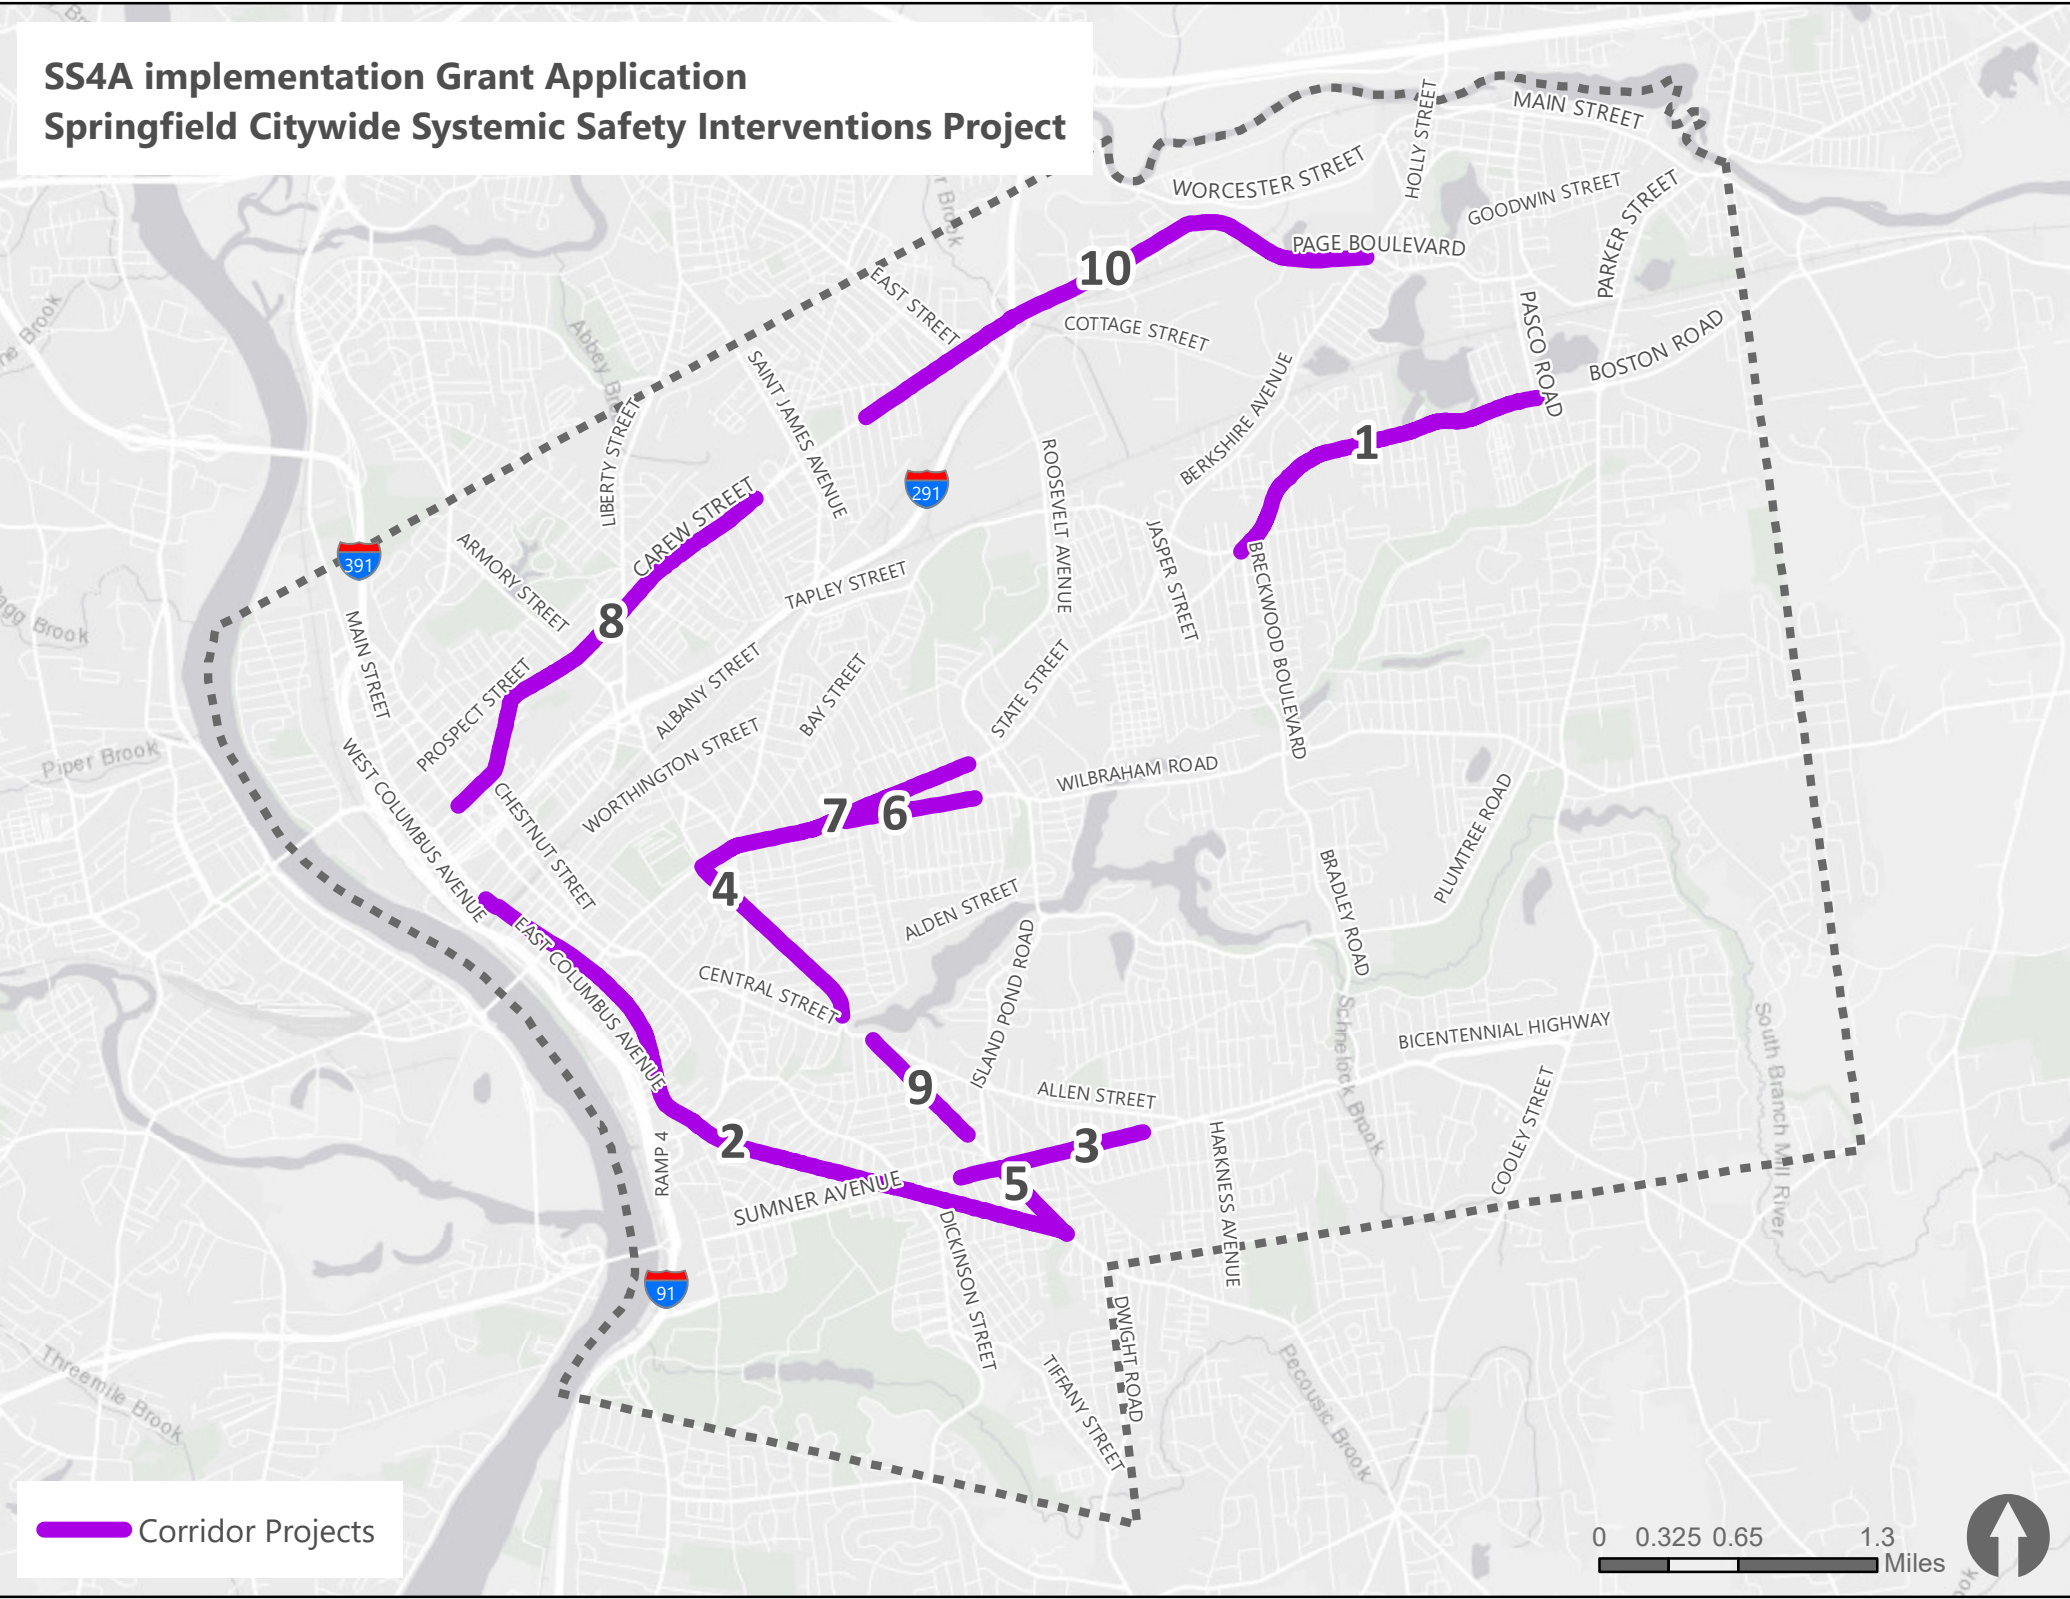 SS4A implementation Grant Application
Springfield Citywide Systemic Safety Interventions Project
MAIN STREET
HOLLY STREET
WORCESTER STREET
GOODWIN STREET
PARKER STREET
PAGE BOULEVARD
10
EAST STREET
COTTAGE STREET
PASCO ROAD
BOSTON ROAD
SAINT JAMES AVENUE
BERKSHIRE AVENUE
Abbey
LIBERTY STREET
1
ROOSEVELT AVENUE
291
CAREW STREET
391
ARMORY STREET
JASPER STREET
BRECKWOOD BOULEVARD
TAPLEY STREET
8
Brook
MAIN STREET
PROSPECT STREET
ALBANY STREET
BAY STREET
STATE STREET
Piper Brook
WEST COLUMBUS AVENUE
WORTHINGTON STREET
WILBRAHAM ROAD
CHESTNUT STREET
7
6
PLUMTREE ROAD
4
BRADLEY ROAD
ALDEN STREET
EAST COLUMBUS AVENUE
CENTRAL STREET
ISLAND POND ROAD
Schnelock Brook
BICENTENNIAL HIGHWAY
South Branch Mill River
9
ALLEN STREET
COOLEY STREET
2
RAMP 4
3
5
HARKNESS AVENUE
SUMNER AVENUE
DICKINSON STREET
91
DWIGHT ROAD
TIFFANY STREET
Pecousic Brook
Threemile Brook
Corridor Projects
0 0.325 0.65 1.3
Miles